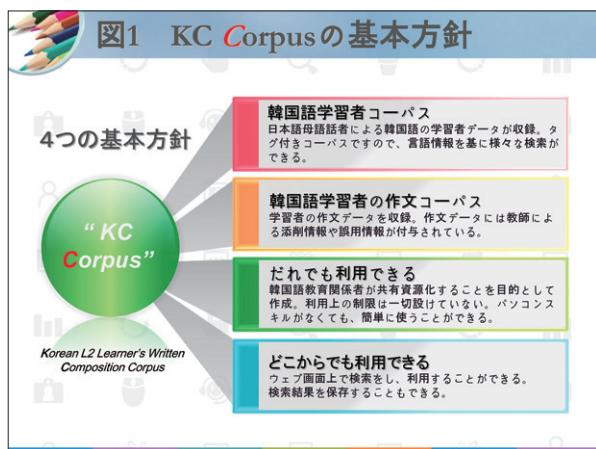 図1 KC Corpusの基本方針
4つの基本方針
“ KC
Corpus”
Korean L2 Learner's Written
Composition Corpus
韓国語学習者コーパス
日本語母語話者による韓国語の学習者データが収録。タ
グ付きコーパスですので、言語情報を基に様々な検索が
できる。
韓国語学習者の作文コーパス
学習者の作文データを収録。作文データには教師によ
る添削情報や誤用情報が付与されている。
だれでも利用できる
韓国語教育関係者が共有資源化することを目的として
作成。利用上の制限は一切設けていない。パソコンス
キルがなくても、簡単に使うことができる。
どこからでも利用できる
ウェブ画面上で検索をし、利用することができる。
検索結果を保存することもできる。